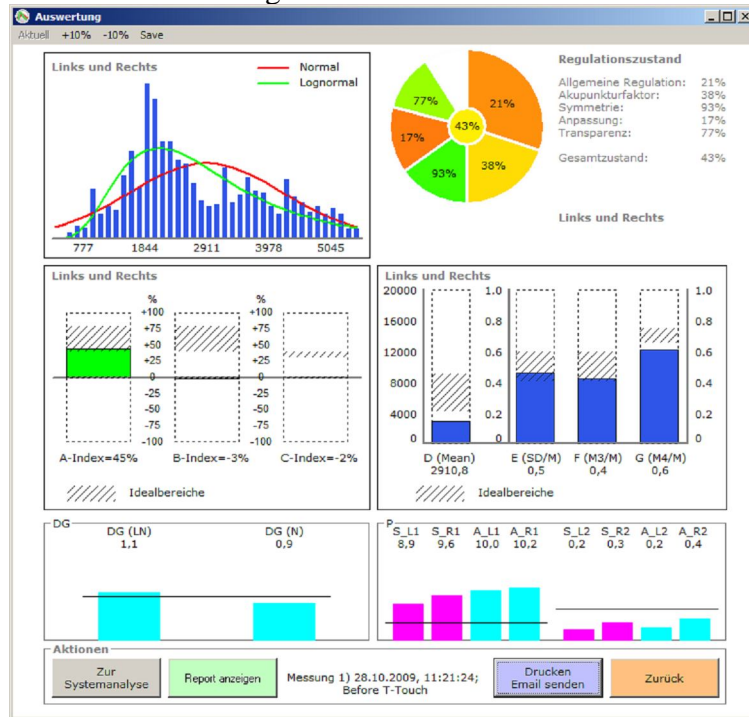 Auswertung
Aktuell +10% -10% Save
Links und Rechts
Normal
Lognormal
777 1844 2911 3978 5045
77%
21%
17%
43%
93%
38%
Regulationszustand
Allgemeine Regulation: 21%
Akupunkturfaktor: 38%
Symmetrie: 93%
Anpassung: 17%
Transparenz: 77%
Gesamtzustand: 43%
Links und Rechts
Links und Rechts
% %
+100 +100
+75 +75
+50 +50
+25 +25
0 0
-25 -25
-50 -50
-75 -75
-100 -100
A-Index=45% B-Index=-3% C-Index=-2%
Idealbereiche
Links und Rechts
20000 1.0 1.0
16000 0.8 0.8
12000 0.6 0.6
8000 0.4 0.4
4000 0.2 0.2
0 0 0
D (Mean) E (SD/M) F (M3/M) G (M4/M)
2910,8 0,5 0,4 0,6
Idealbereiche
DG
DG (LN) DG (N)
1,1 0,9
P
S_L1 S_R1 A_L1 A_R1 S_L2 S_R2 A_L2 A_R2
8,9 9,6 10,0 10,2 0,2 0,3 0,2 0,4
Aktionen
Zur
Systemanalyse
Report anzeigen
Messung 1) 28.10.2009, 11:21:24;
Before T-Touch
Drucken
Email senden
Zurück